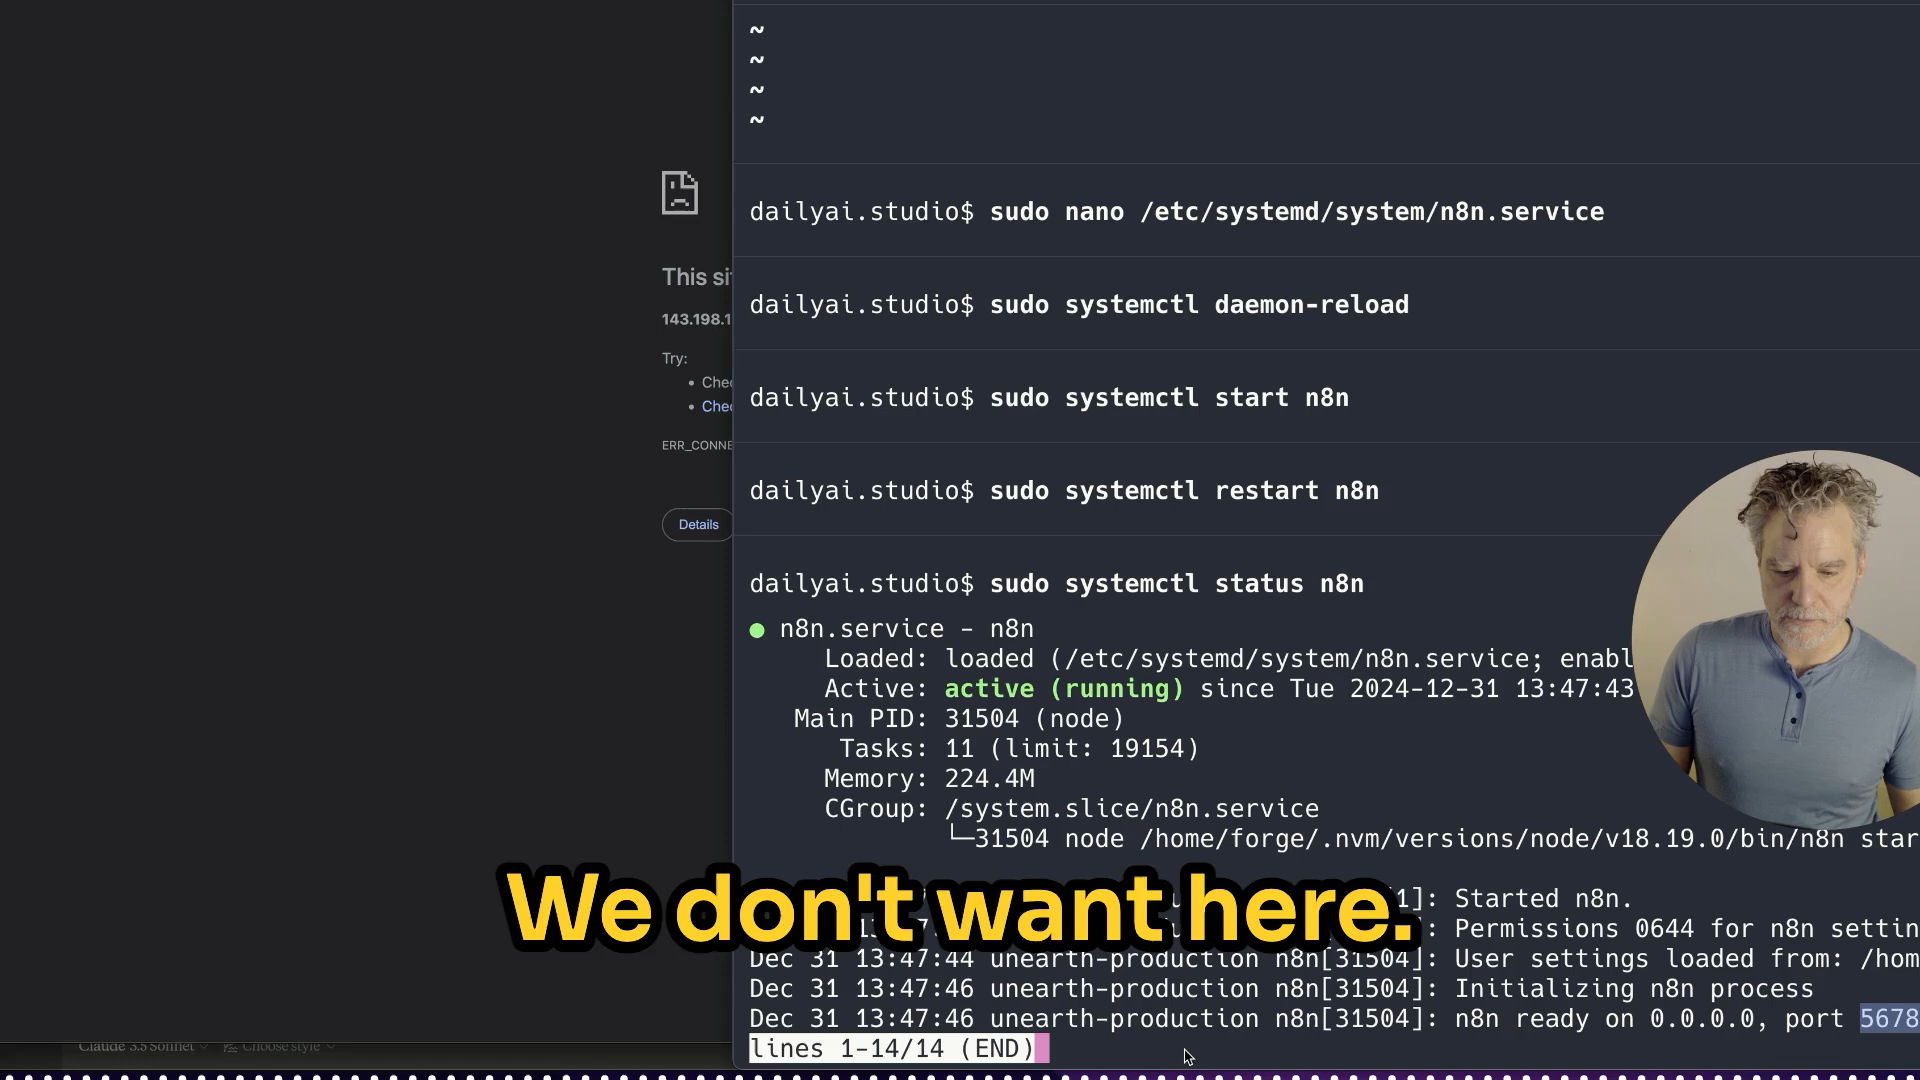 ~
~
~
~
dailyai.studio$ sudo nano /etc/systemd/system/n8n.service
dailyai.studio$ sudo systemctl daemon-reload
dailyai.studio$ sudo systemctl start n8n
dailyai.studio$ sudo systemctl restart n8n
dailyai.studio$ sudo systemctl status n8n
● n8n.service - n8n
Loaded: loaded (/etc/systemd/system/n8n.service; enabl
Active: active (running) since Tue 2024-12-31 13:47:43
Main PID: 31504 (node)
Tasks: 11 (limit: 19154)
Memory: 224.4M
CGroup: /system.slice/n8n.service
└─31504 node /home/forge/.nvm/versions/node/v18.19.0/bin/n8n star
1]: Started n8n.
: Permissions 0644 for n8n settin
Dec 31 13:47:44 unearth-production n8n[31504]: User settings loaded from: /hom
Dec 31 13:47:46 unearth-production n8n[31504]: Initializing n8n process
Dec 31 13:47:46 unearth-production n8n[31504]: n8n ready on 0.0.0.0, port 5678
lines 1-14/14 (END)
This si
143.198.1
Try:
• Chec
• Chec
ERR_CONNE
Details
We don't want here.
Claude 3.5 Sonnet
Choose style